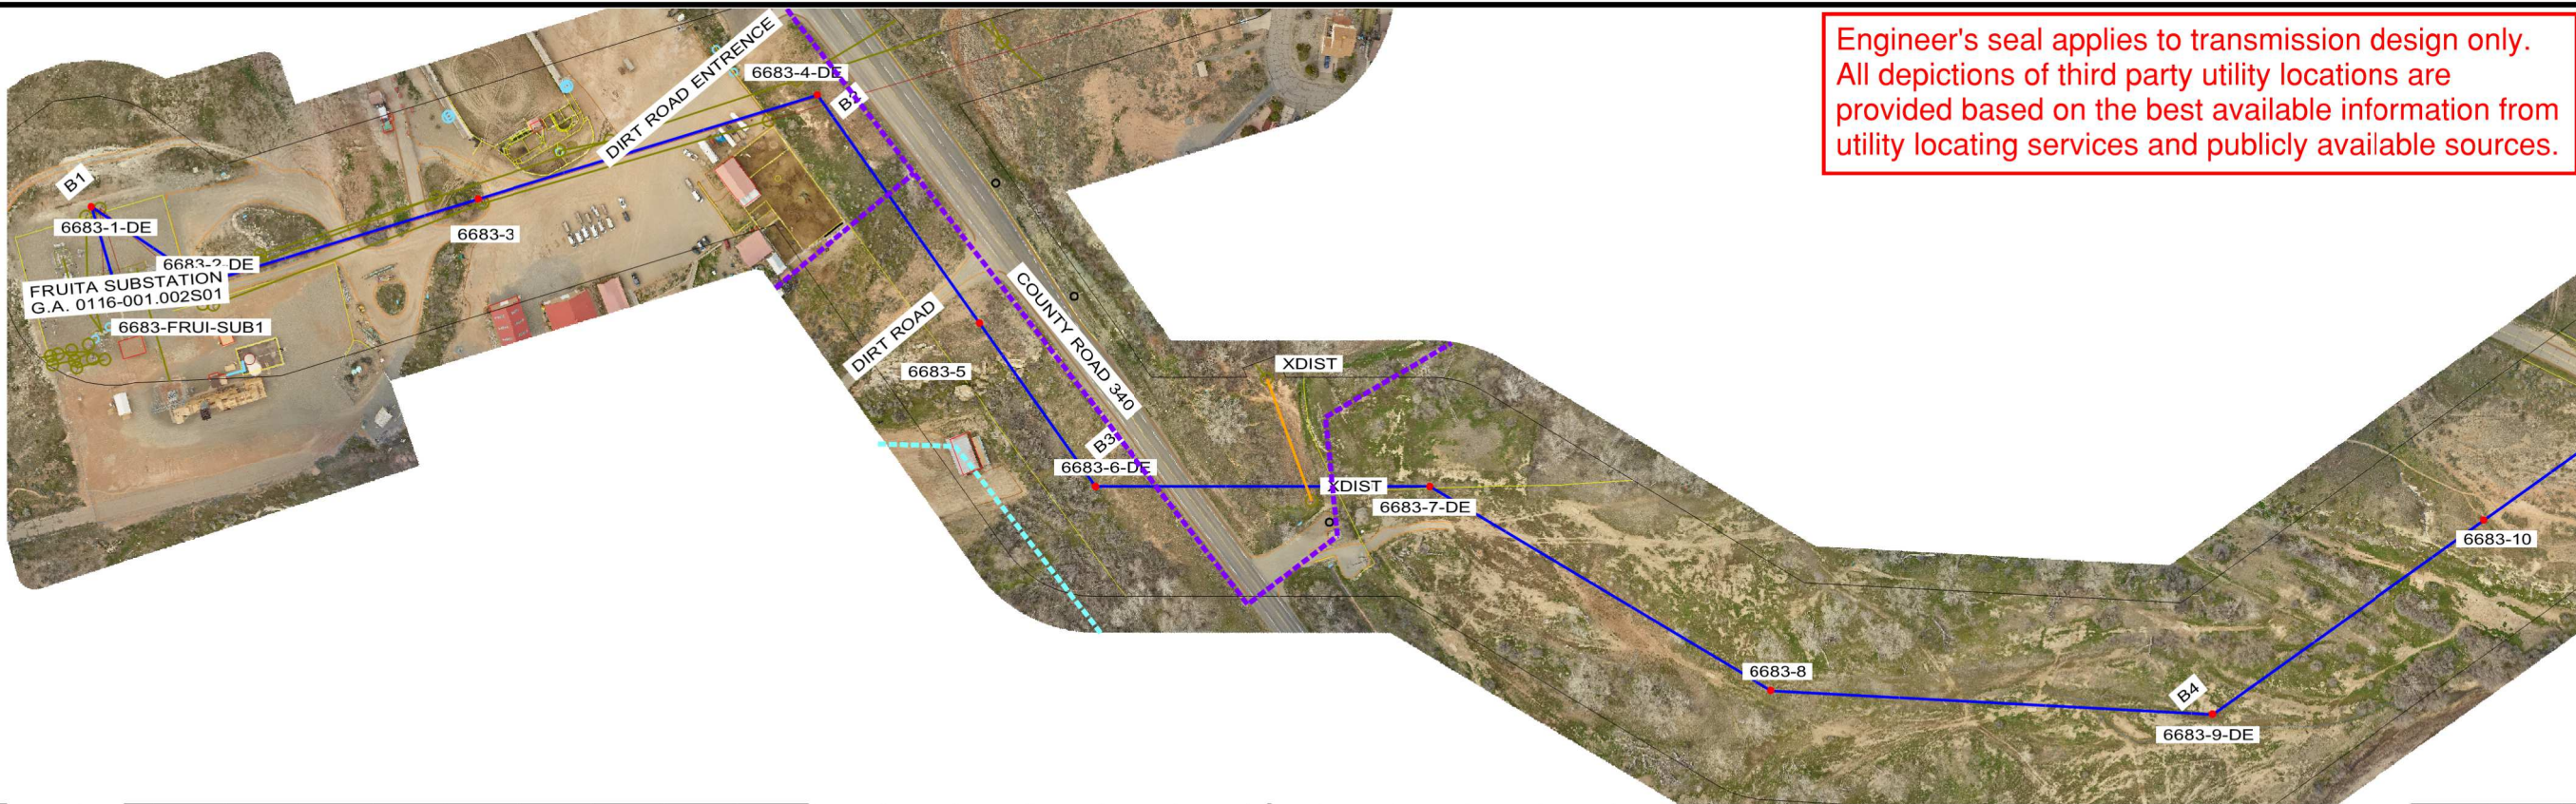 Engineer's seal applies to transmission design only.
All depictions of third party utility locations are
provided based on the best available information from
utility locating services and publicly available sources.
DIRT ROAD ENTRENCE
6683-4-DE
B2
B1
6683-1-DE
6683-2-DE
6683-3
FRUITA SUBSTATION
G.A. 0116-001.002S01
6683-FRUI-SUB1
DIRT ROAD
COUNTY ROAD 340
6683-5
XDIST
B3
6683-6-DE
XDIST
6683-7-DE
6683-8
B4
6683-9-DE
6683-10